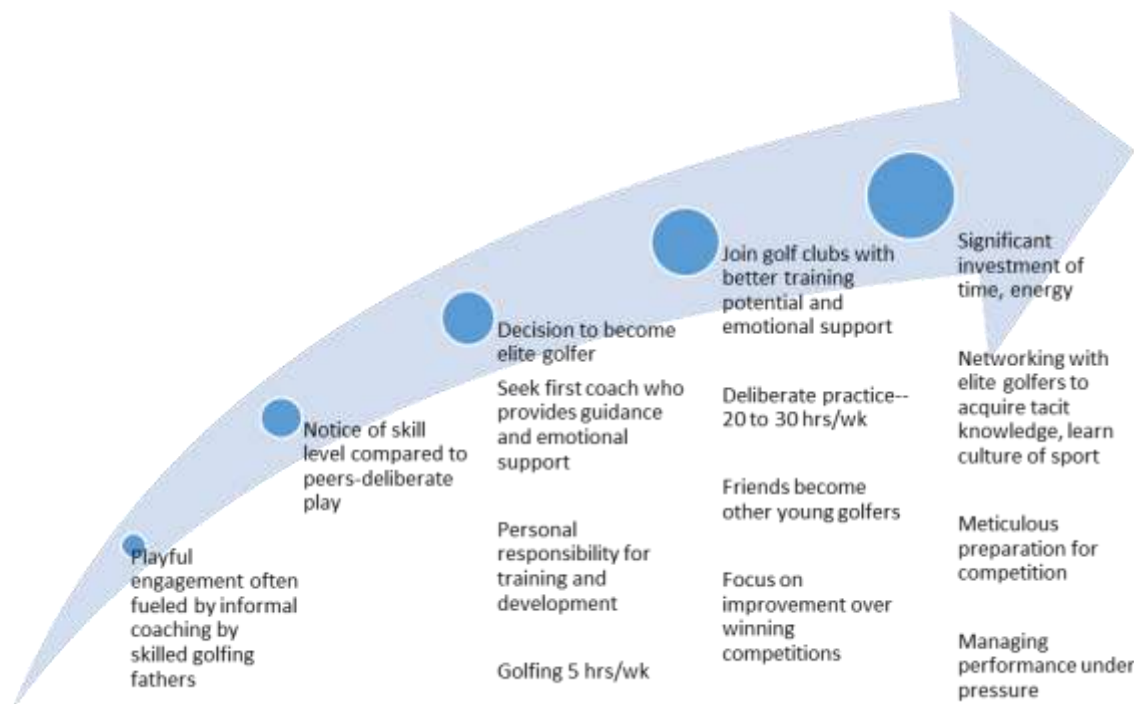 Playful
engagement often
fueled by informal
coaching by
skilled golfing
fathers
Notice of skill
level compared to
peers-deliberate
play
Decision to become
elite golfer
Seek first coach who
provides guidance
and emotional
support
Personal
responsibility for
training and
development
Golfing 5 hrs/wk
Join golf clubs with
better training
potential and
emotional support
Deliberate practice--
20 to 30 hrs/wk
Friends become
other young golfers
Focus on
improvement over
winning
competitions
Significant
investment of
time, energy
Networking with
elite golfers to
acquire tacit
knowledge, learn
culture of sport
Meticulous
preparation for
competition
Managing
performance under
pressure